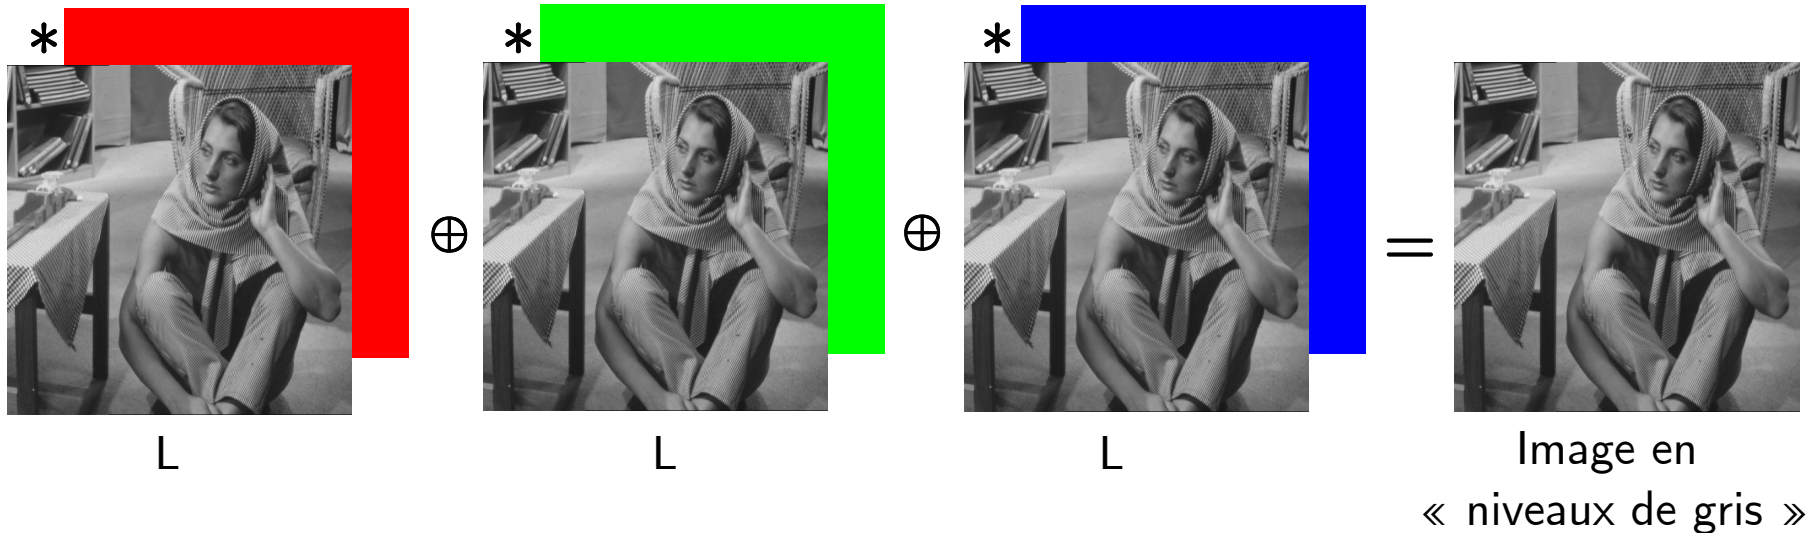 * ⊕ * ⊕ * =
L L L Image en
« niveaux de gris »